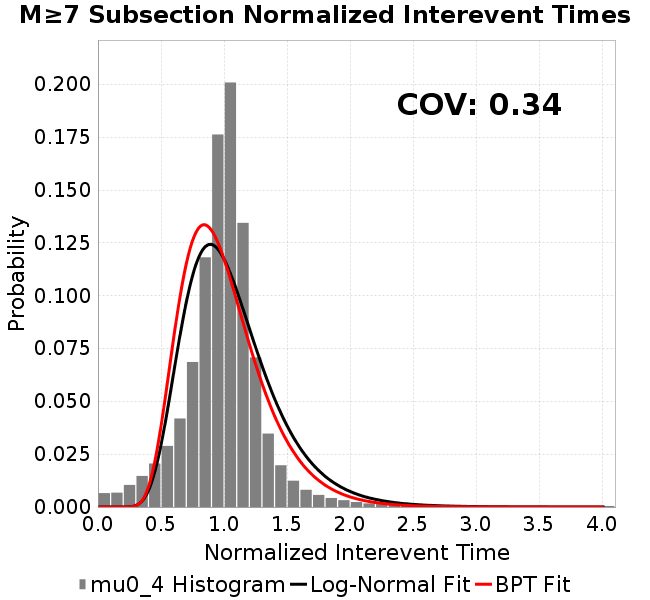 M≥7 Subsection Normalized Interevent Times
COV: 0.34
Probability
0.200
0.175
0.150
0.125
0.100
0.075
0.050
0.025
0.000
0.0 0.5 1.0 1.5 2.0 2.5 3.0 3.5 4.0
Normalized Interevent Time
mu0_4 Histogram Log-Normal Fit BPT Fit